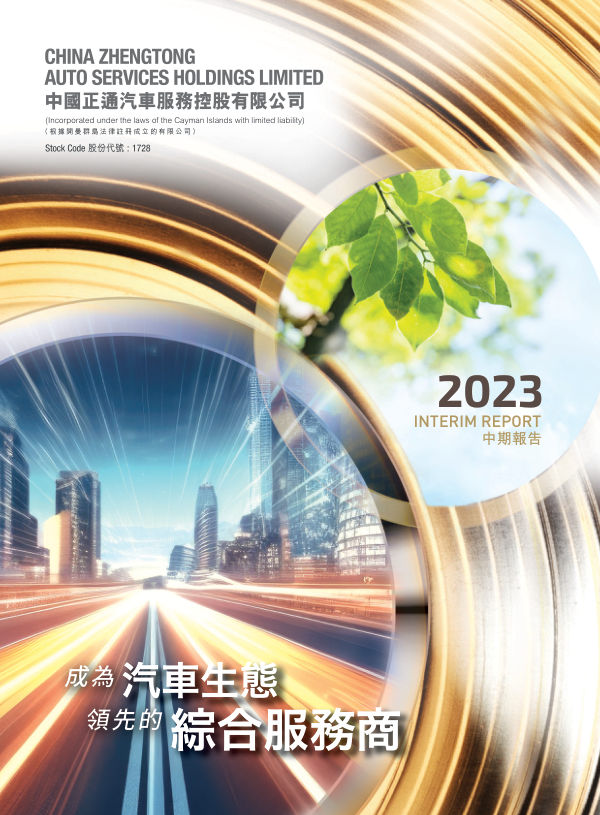 CHINA ZHENGTONG
AUTO SERVICES HOLDINGS LIMITED
中國正通汽車服務控股有限公司
(Incorporated under the laws of the Cayman Islands with limited liability)
(根據開曼群島法律註冊成立的有限公司)
Stock Code 股份代號 : 1728
2023
INTERIM REPORT
中期報告
成為 汽車生態
領先的 綜合服務商